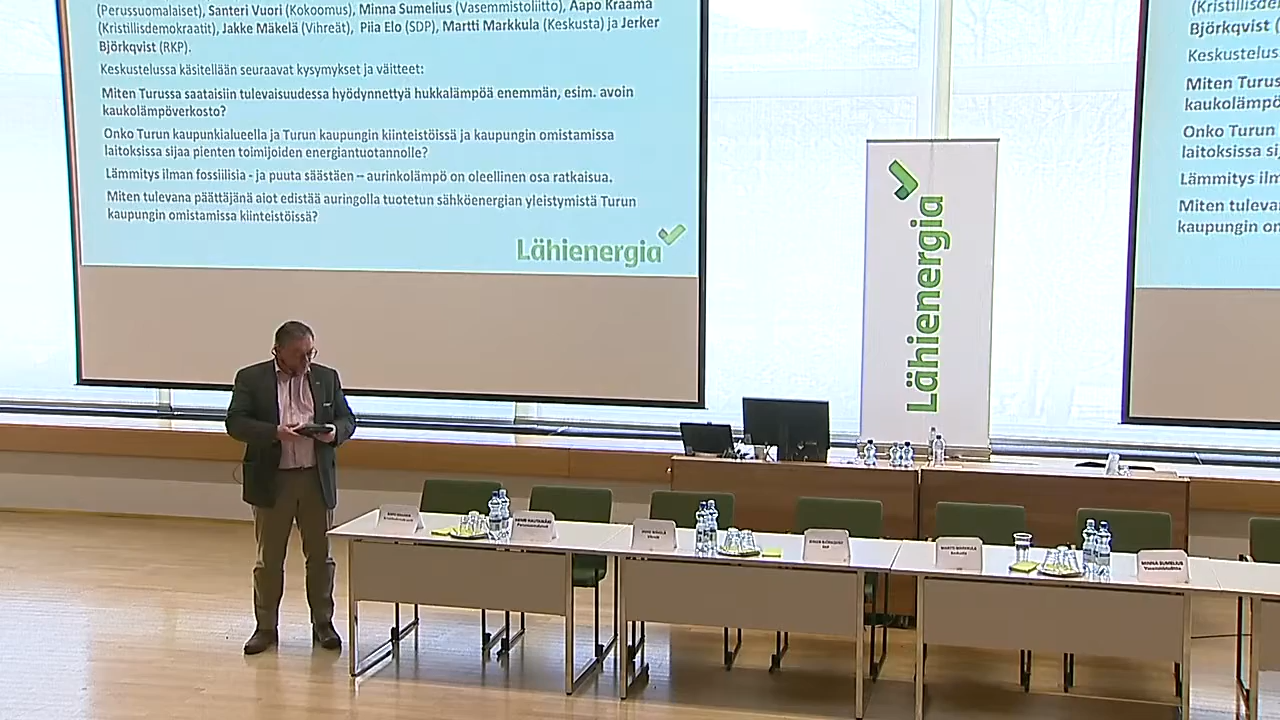 (Perussuomalaiset), Santeri Vuori (Kokoomus), Minna Sumelius (Vasemmistoliitto), Aapo Kraama
(Kristillisdemokraatit), Jakke Mäkelä (Vihreät), Piia Elo (SDP), Martti Markkula (Keskusta) ja Jerker
Björkqvist (RKP).
Keskustelussa käsitellään seuraavat kysymykset ja väitteet:
Miten Turussa saataisiin tulevaisuudessa hyödynnettyä hukkalämpöä enemmän, esim. avoin
kaukolämpöverkosto?
Onko Turun kaupunkialueella ja Turun kaupungin kiinteistöissä ja kaupungin omistamissa
laitoksissa sijaa pienten toimijoiden energiantuotannolle?
Lämmitys ilman fossiilisia - ja puuta säästäen – aurinkolämpö on oleellinen osa ratkaisua.
Miten tulevana päättäjänä aiot edistää auringolla tuotetun sähköenergian yleistymistä Turun
kaupungin omistamissa kiinteistöissä?
Lähienergia
Lähienergia
Björkqvist (
Keskustelus
Miten Turus
kaukolämpö
Onko Turun
laitoksissa sij
Lämmitys ilm
Miten tuleva
kaupungin om
MARTTI MARKKULA
Keskusta
MINNA SUMELIUS
Vasemmistoliitto